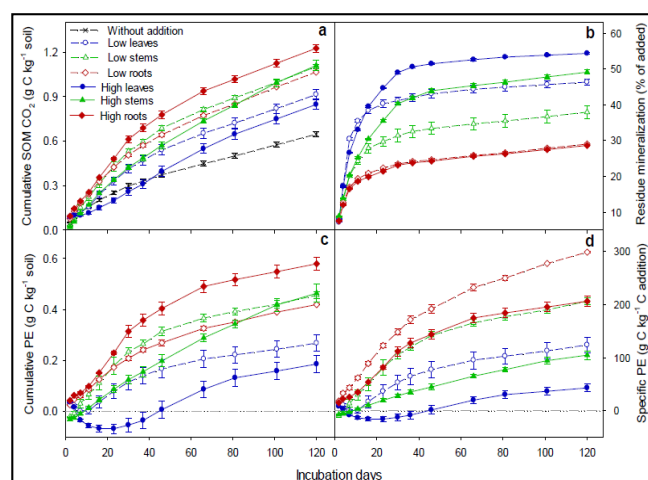 a
b
Without addition
Low leaves
Low stems
Low roots
High leaves
High stems
High roots
Cumulative SOM CO2 (g C kg-1 soil)
1.2
0.9
0.6
0.3
0.0
Residue mineralization (% of added)
60
50
40
30
20
10
c
d
Cumulative PE (g C kg-1 soil)
0.6
0.4
0.2
0.0
Specific PE (g C kg-1 C addition)
300
200
100
0
0 20 40 60 80 100 120
0 20 40 60 80 100 120
Incubation days